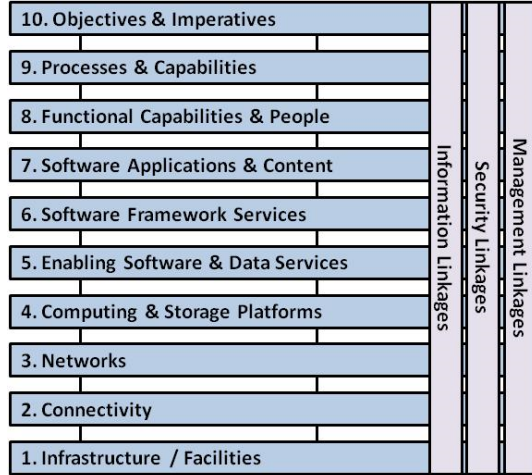 10. Objectives & Imperatives
9. Processes & Capabilities
8. Functional Capabilities & People
7. Software Applications & Content
6. Software Framework Services
5. Enabling Software & Data Services
4. Computing & Storage Platforms
3. Networks
2. Connectivity
1. Infrastructure / Facilities
Information Linkages
Security Linkages
Management Linkages